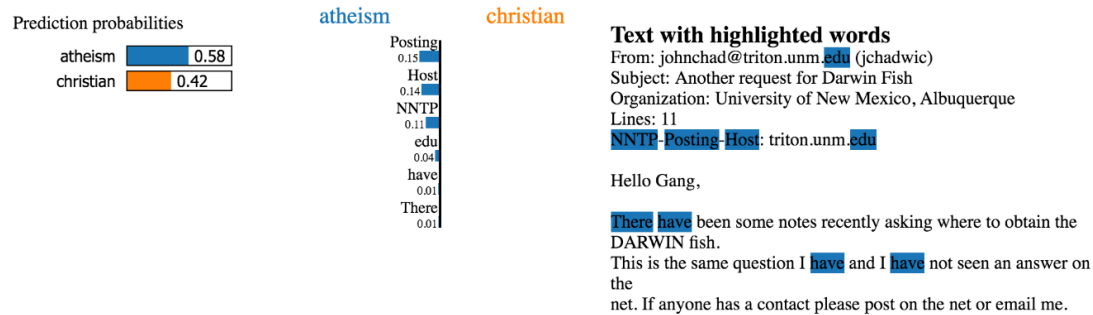 Prediction probabilities
atheism 0.58
christian 0.42
atheism christian
Posting
0.15
Host
0.14
NNTP
0.11
edu
0.04
have
0.01
There
0.01
Text with highlighted words
From: johnchad@triton.unm.edu (jchadwic)
Subject: Another request for Darwin Fish
Organization: University of New Mexico, Albuquerque
Lines: 11
NNTP-Posting-Host: triton.unm.edu
Hello Gang,
There have been some notes recently asking where to obtain the
DARWIN fish.
This is the same question I have and I have not seen an answer on
the
net. If anyone has a contact please post on the net or email me.